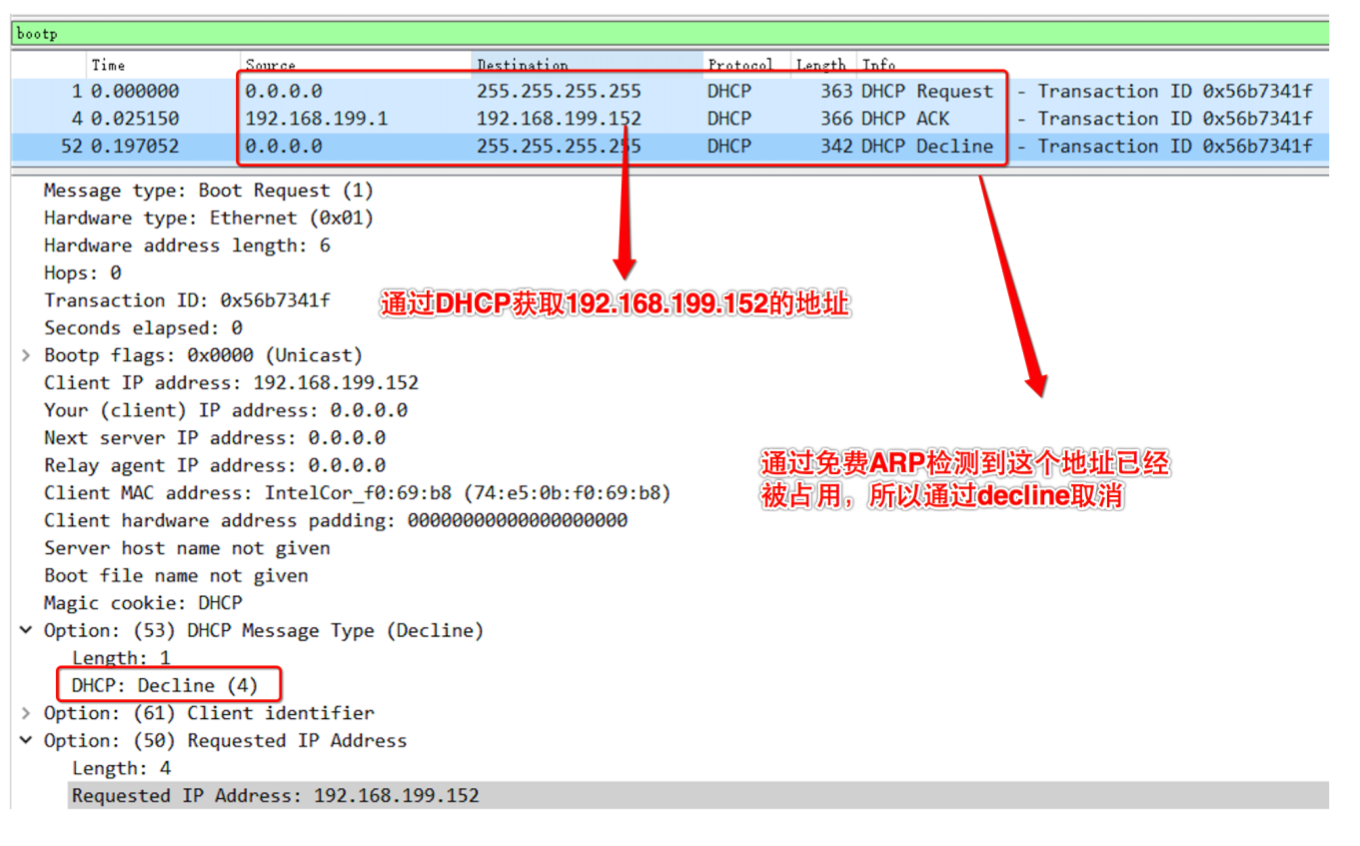 bootp
Time Source Destination Protocol Length Info
1 0.000000 0.0.0.0 255.255.255.255 DHCP 363 DHCP Request - Transaction ID 0x56b7341f
4 0.025150 192.168.199.1 192.168.199.152 DHCP 366 DHCP ACK - Transaction ID 0x56b7341f
52 0.197052 0.0.0.0 255.255.255.255 DHCP 342 DHCP Decline - Transaction ID 0x56b7341f
Message type: Boot Request (1)
Hardware type: Ethernet (0x01)
Hardware address length: 6
Hops: 0
Transaction ID: 0x56b7341f
通过DHCP获取192.168.199.152的地址
Seconds elapsed: 0
> Bootp flags: 0x0000 (Unicast)
Client IP address: 192.168.199.152
Your (client) IP address: 0.0.0.0
Next server IP address: 0.0.0.0
Relay agent IP address: 0.0.0.0
通过免费ARP检测到这个地址已经
被占用，所以通过decline取消
Client MAC address: IntelCor_f0:69:b8 (74:e5:0b:f0:69:b8)
Client hardware address padding: 00000000000000000000
Server host name not given
Boot file name not given
Magic cookie: DHCP
Option: (53) DHCP Message Type (Decline)
Length: 1
DHCP: Decline (4)
> Option: (61) Client identifier
Option: (50) Requested IP Address
Length: 4
Requested IP Address: 192.168.199.152